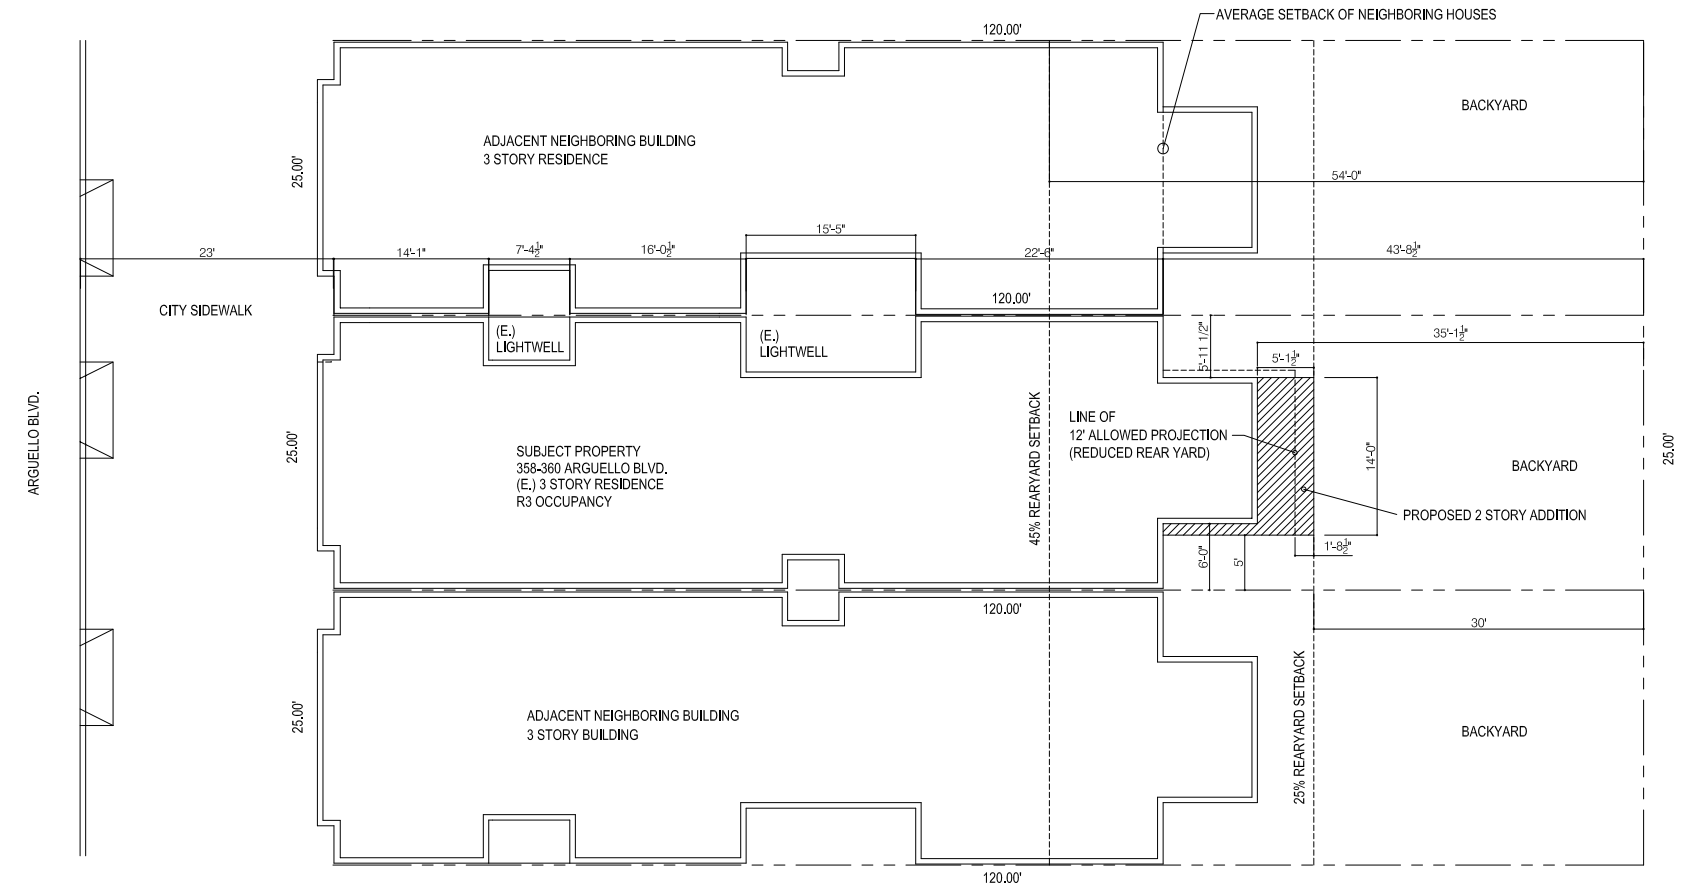 AVERAGE SETBACK OF NEIGHBORING HOUSES
120.00'
BACKYARD
ADJACENT NEIGHBORING BUILDING
3 STORY RESIDENCE
25.00'
54'-0"
23'
14'-1"
7'-4½"
16'-0½"
15'-5"
22'-6"
43'-8½"
CITY SIDEWALK
120.00'
(E.)
LIGHTWELL
(E.)
LIGHTWELL
5'-11 1/2"
35'-1½"
5'-1½"
ARGUELLO BLVD.
25.00'
SUBJECT PROPERTY
358-360 ARGUELLO BLVD.
(E.) 3 STORY RESIDENCE
R3 OCCUPANCY
45% REARYARD SETBACK
LINE OF
12' ALLOWED PROJECTION
(REDUCED REAR YARD)
14'-0"
BACKYARD
25.00'
PROPOSED 2 STORY ADDITION
6'-0"
5'
1'-8½"
120.00'
30'
25.00'
ADJACENT NEIGHBORING BUILDING
3 STORY BUILDING
25% REARYARD SETBACK
BACKYARD
120.00'